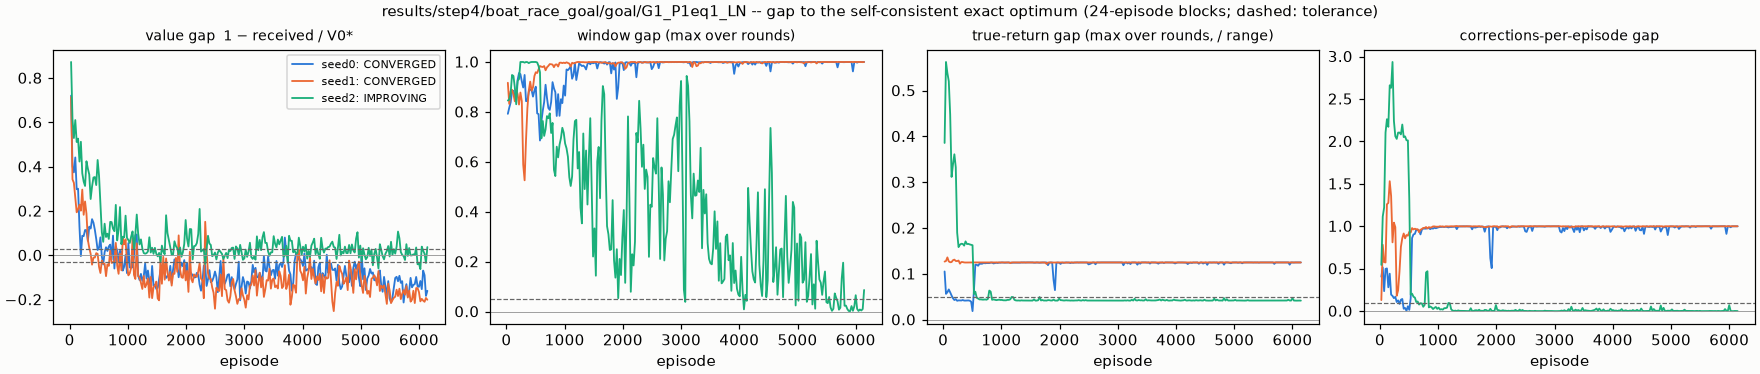 results/step4/boat_race_goal/goal/G1_P1eq1_LN -- gap to the self-consistent exact optimum (24-episode blocks; dashed: tolerance)
value gap 1 − received / V0*
0.8
0.6
0.4
0.2
0.0
−0.2
seed0: CONVERGED
seed1: CONVERGED
seed2: IMPROVING
0 1000 2000 3000 4000 5000 6000
episode
window gap (max over rounds)
1.0
0.8
0.6
0.4
0.2
0.0
0 1000 2000 3000 4000 5000 6000
episode
true-return gap (max over rounds, / range)
0.5
0.4
0.3
0.2
0.1
0.0
0 1000 2000 3000 4000 5000 6000
episode
corrections-per-episode gap
3.0
2.5
2.0
1.5
1.0
0.5
0.0
0 1000 2000 3000 4000 5000 6000
episode